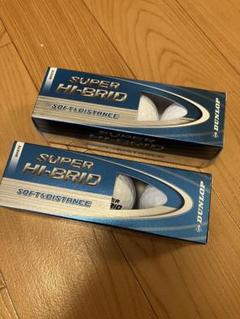 SUPER
HI-BRID
SOFT&DISTANCE
DUNLOP
SUPER
HI-BRID
SOFT&DISTANCE
DUNLOP